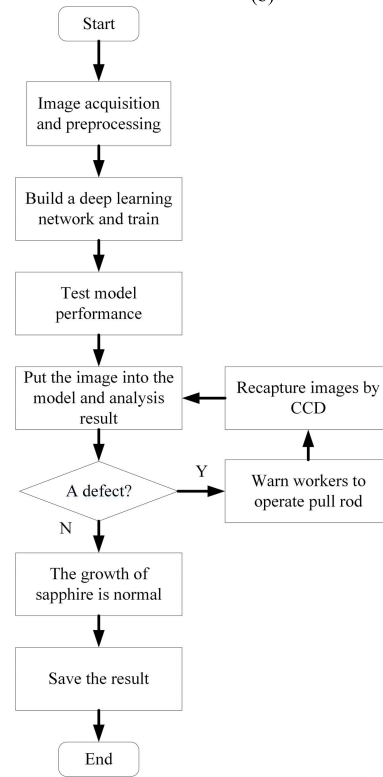 (b)
Start
Image acquisition
and preprocessing
Build a deep learning
network and train
Test model
performance
Put the image into the
model and analysis
result
Recapture images by
CCD
A defect?
Y
Warn workers to
operate pull rod
N
The growth of
sapphire is normal
Save the result
End